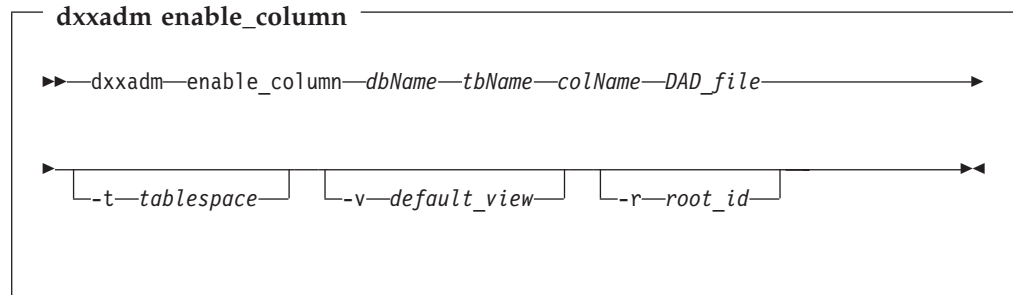 dxxadm enable_column
dxxadm enable_column dbName tbName colName DAD_file
-t tablespace -v default_view -r root_id